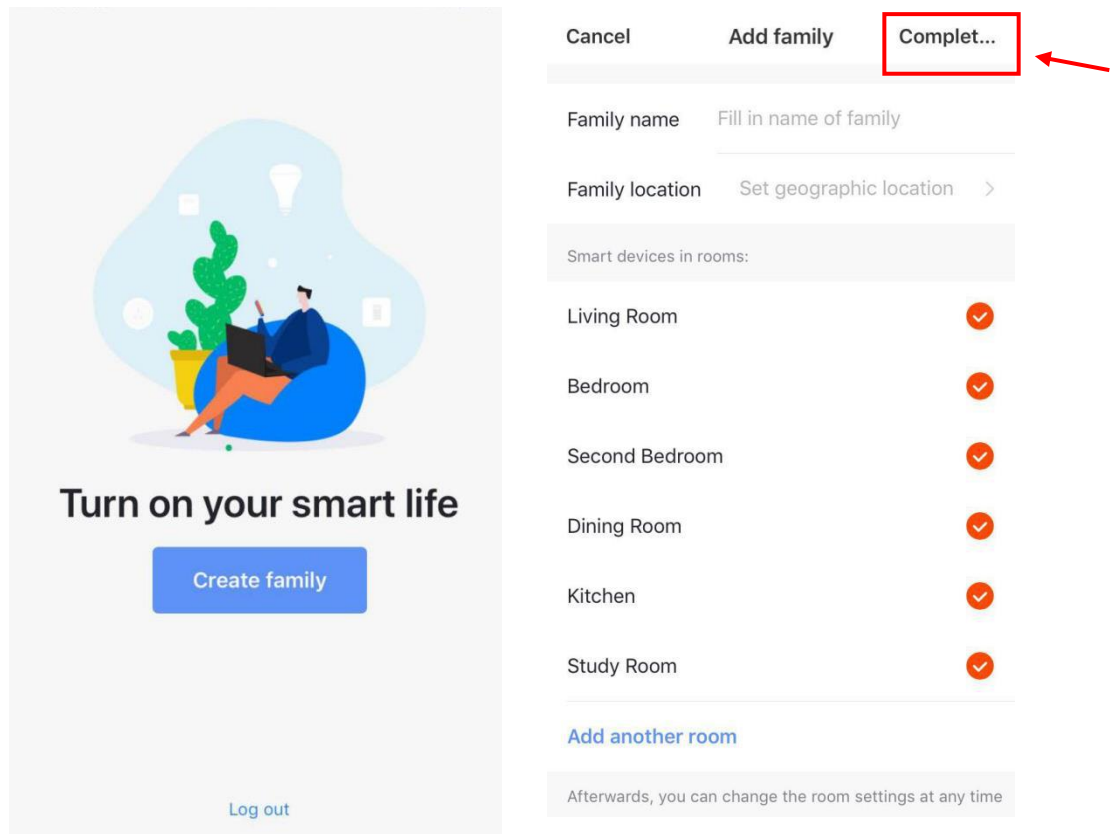 Turn on your smart life
Create family
Log out
Cancel Add family Complet...
Family name Fill in name of family
Family location Set geographic location
Smart devices in rooms:
Living Room
Bedroom
Second Bedroom
Dining Room
Kitchen
Study Room
Add another room
Afterwards, you can change the room settings at any time